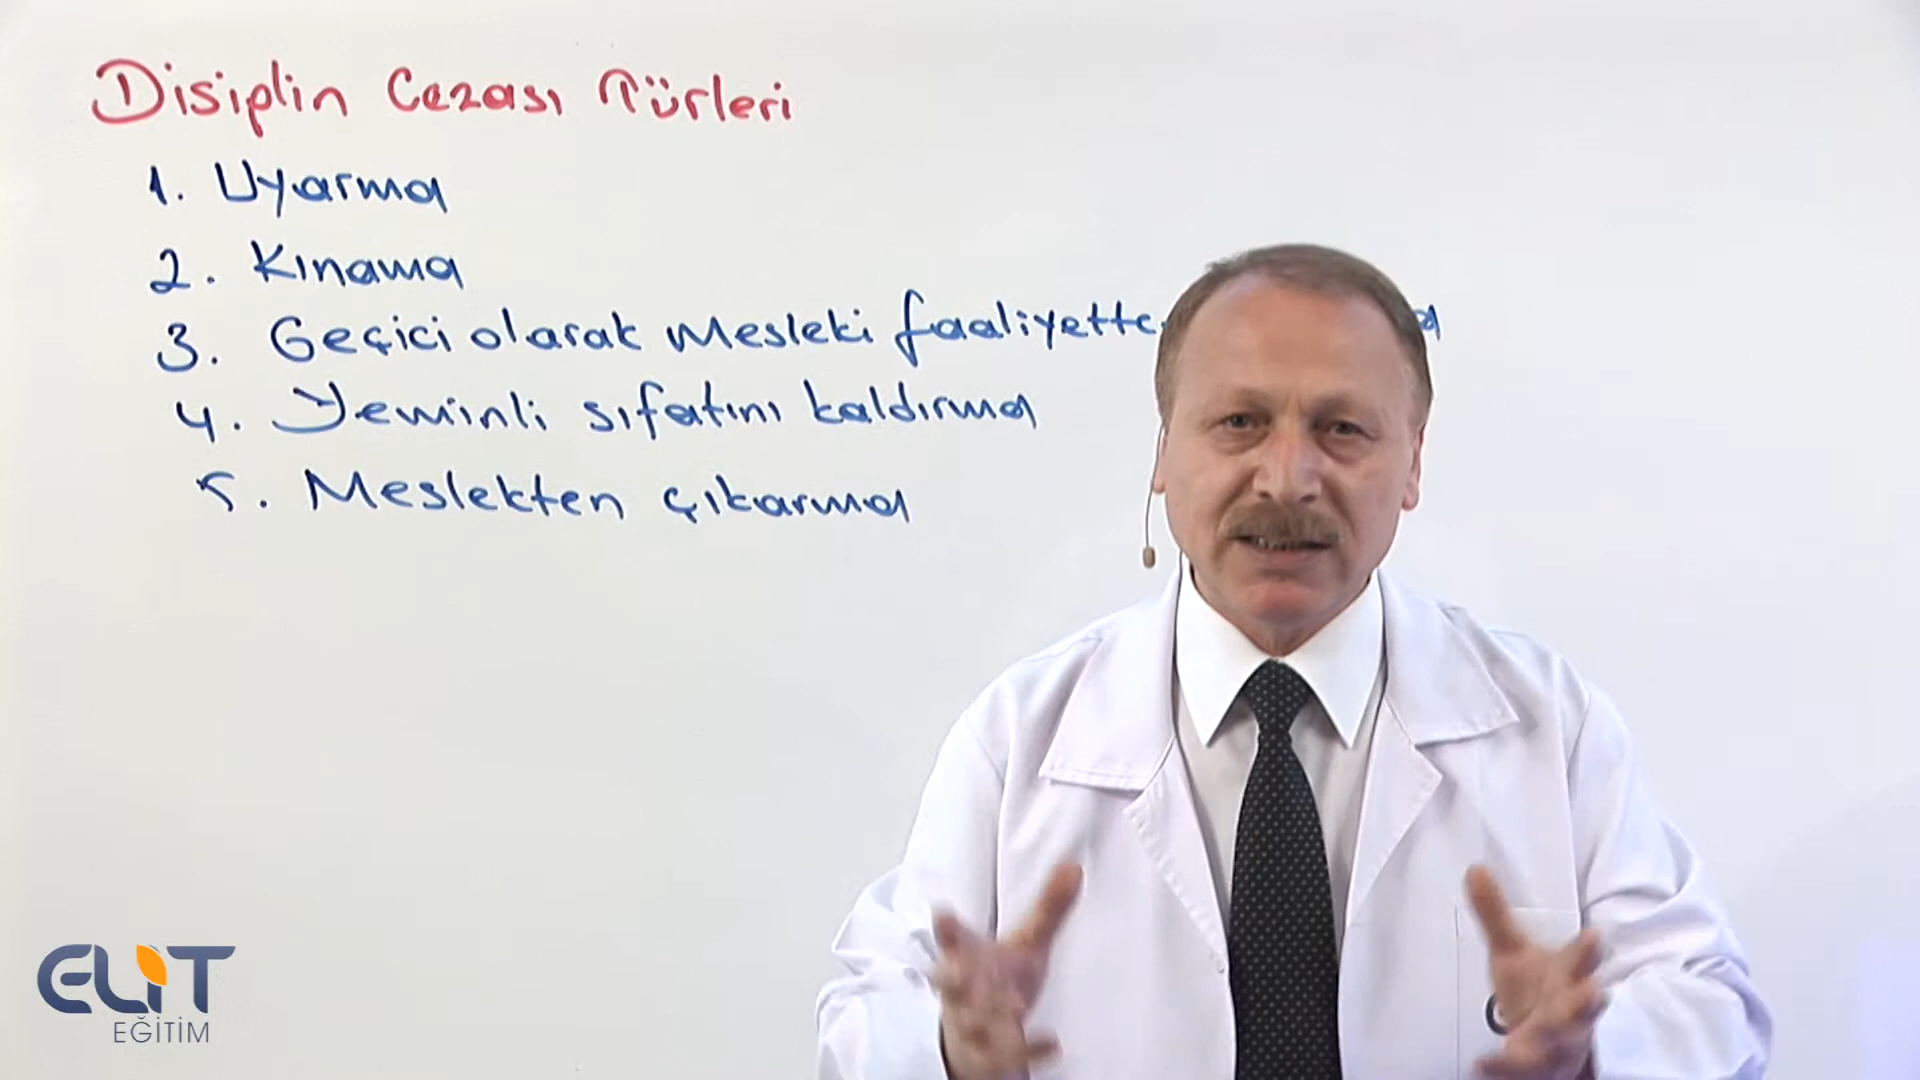 Disiplin Cezası Türleri
1. Uyarma
2. Kınama
3. Geçici olarak Mesleki faaliyette
4. Yeminli sıfatını kaldırma
5. Meslekten çıkarma
ELİT
EĞİTİM